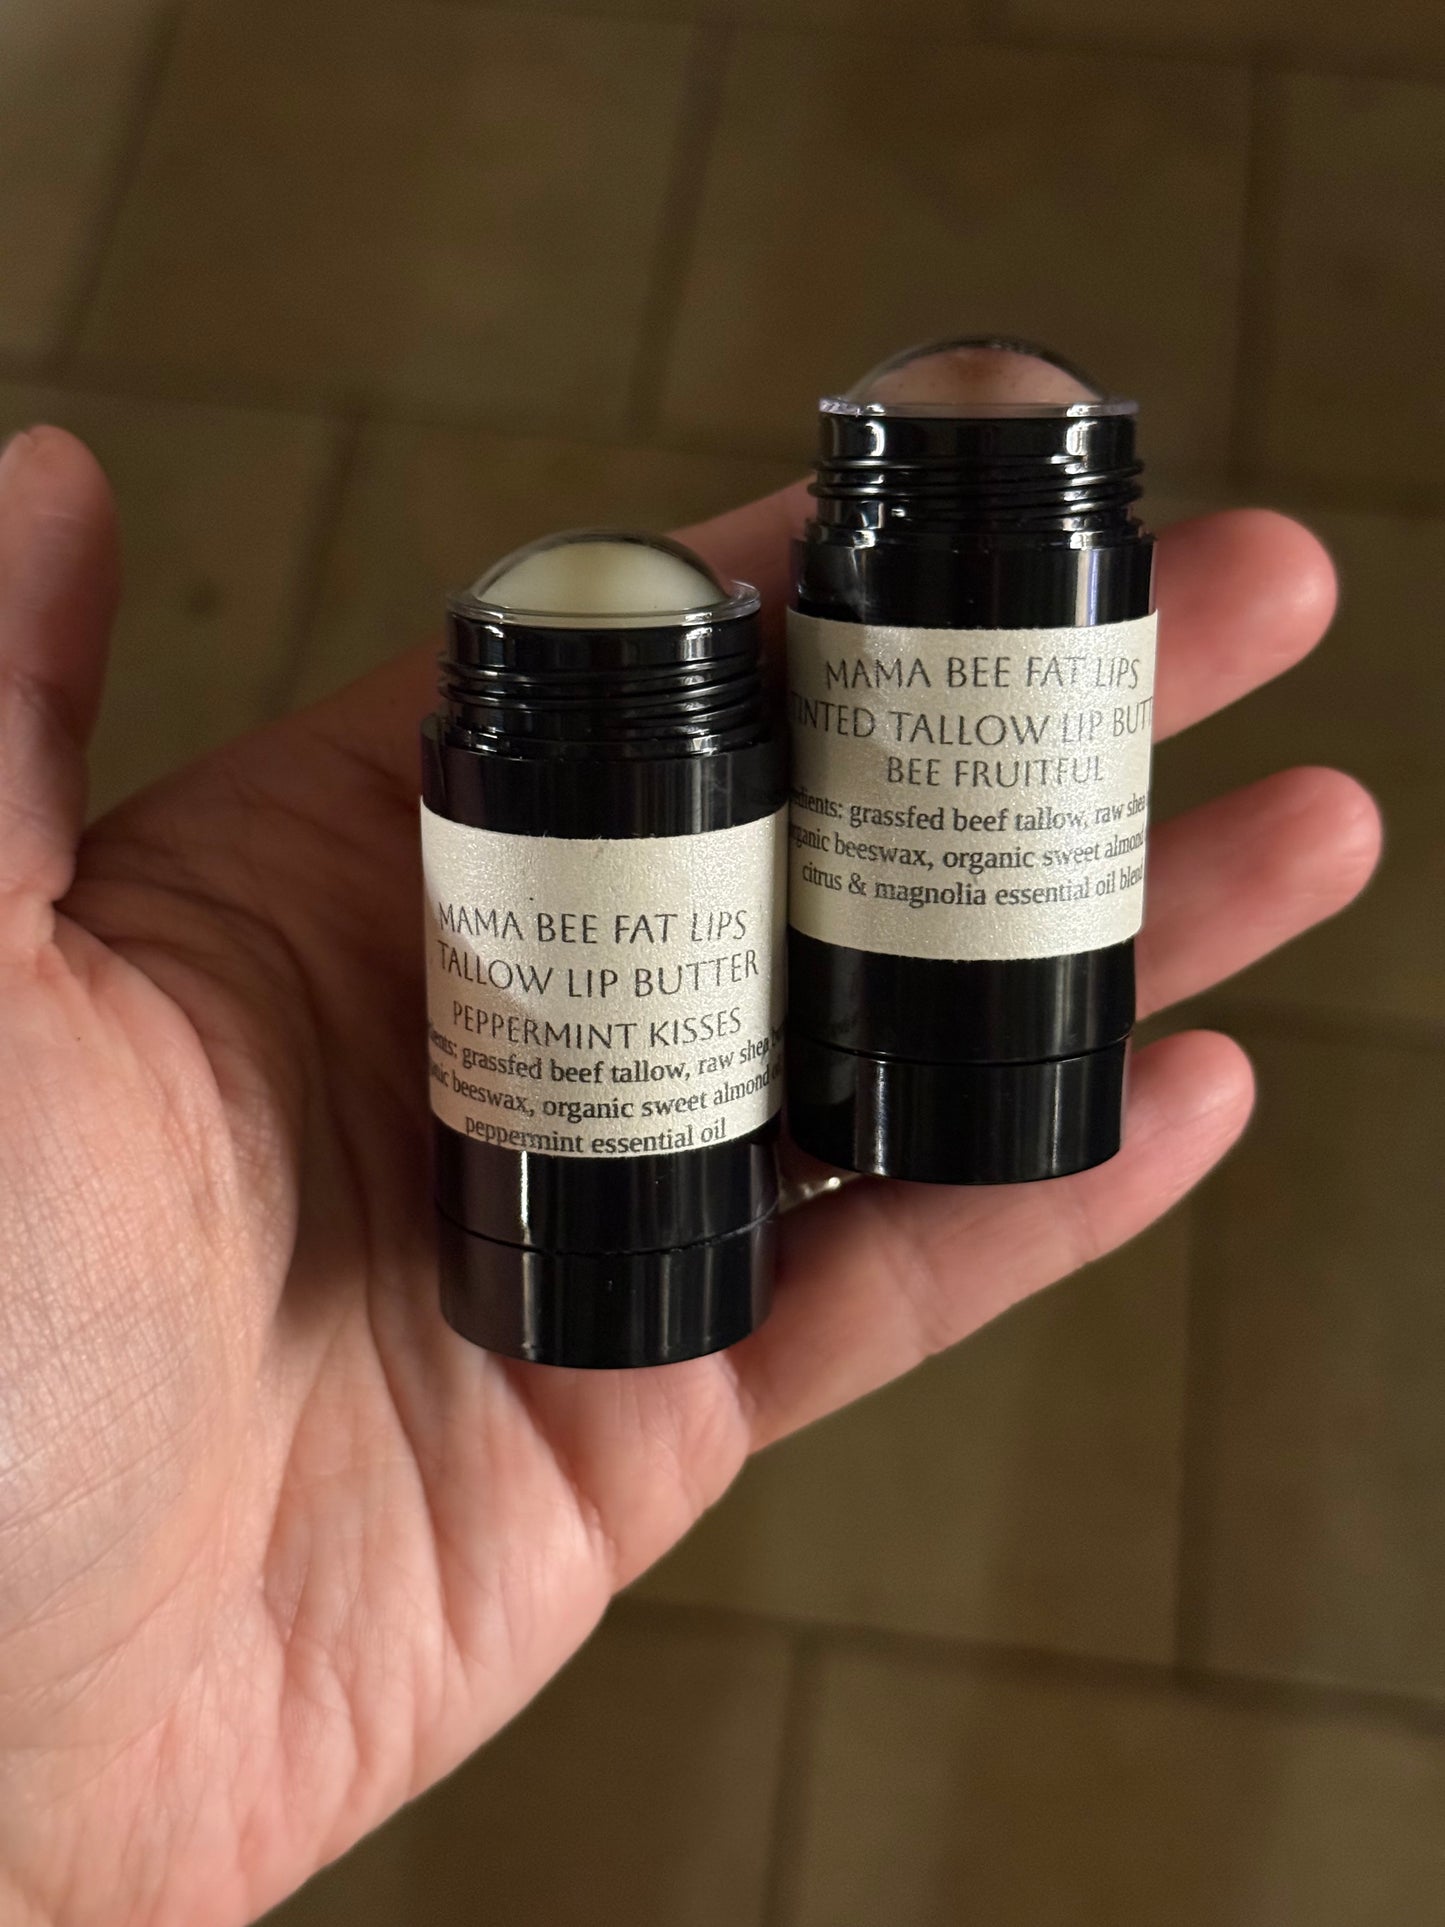 MAMA BEE FAT LIPS
TALLOW LIP BUTTER
PEPPERMINT KISSES
grassfed beef tallow, raw shea
beeswax, organic sweet almond
peppermint essential oil
MAMA BEE FAT LIPS
TALLOW LIP
BEE FRUITFUL
grassfed beef tallow, raw shea
beeswax, organic sweet almond
citrus & magnolia essential oil